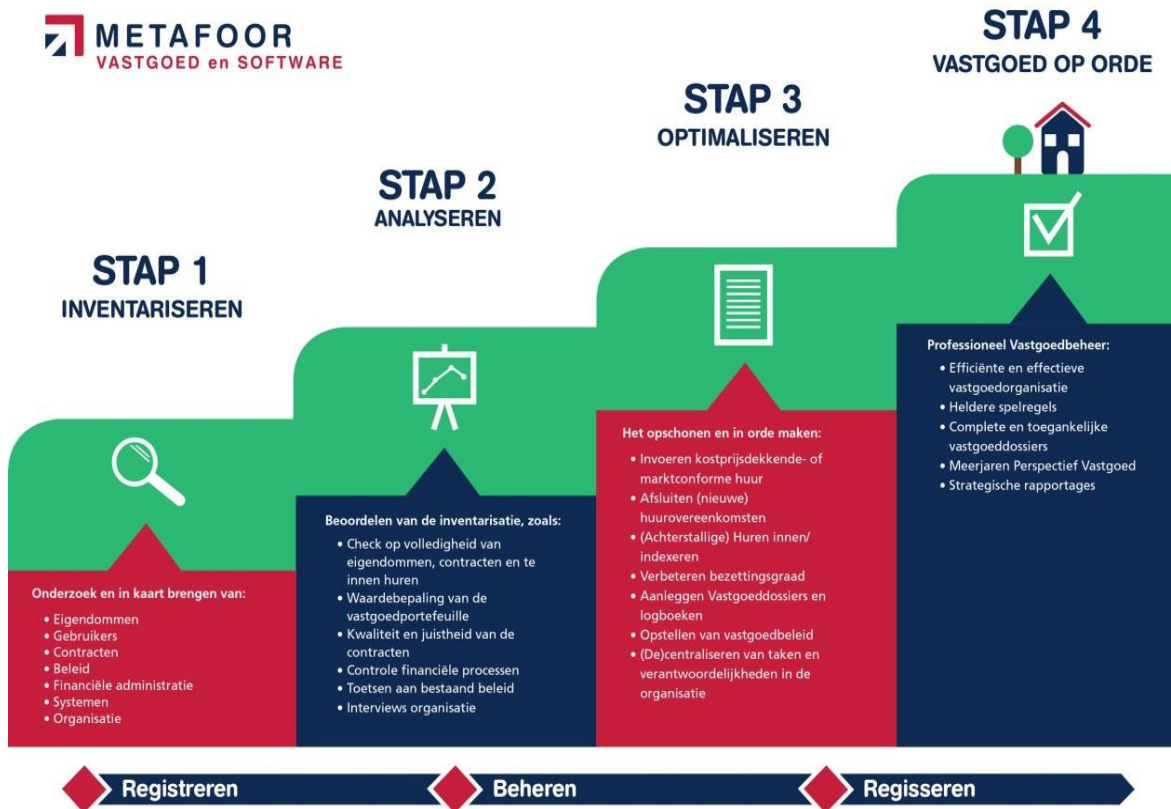 METAFOOR
VASTGOED en SOFTWARE
STAP 1
INVENTARISEREN
Onderzoek en in kaart brengen van:
• Eigendommen
• Gebruikers
• Contracten
• Beleid
• Financiële administratie
• Systemen
• Organisatie
STAP 2
ANALYSEREN
Beoordelen van de inventarisatie, zoals:
• Check op volledigheid van
eigendommen, contracten en te
innen huren
• Waardebepaling van de
vastgoedportefeuille
• Kwaliteit en juistheid van de
contracten
• Controle financiële processen
• Toetsen aan bestaand beleid
• Interviews organisatie
STAP 3
OPTIMALISEREN
Het opschonen en in orde maken:
• Invoeren kostprijsdekkende- of
marktconforme huur
• Afsluiten (nieuwe)
huurovereenkomsten
• (Achterstallige) Huren innen/
indexeren
• Verbeteren bezettingsgraad
• Aanleggen Vastgoeddossiers en
logboeken
• Opstellen van vastgoedbeleid
• (De)centraliseren van taken en
verantwoordelijkheden in de
organisatie
STAP 4
VASTGOED OP ORDE
Professioneel Vastgoedbeheer:
• Efficiënte en effectieve
vastgoedorganisatie
• Heldere spelregels
• Complete en toegankelijke
vastgoeddossiers
• Meerjaren Perspectief Vastgoed
• Strategische rapportages
Registreren
Beheren
Regisseren